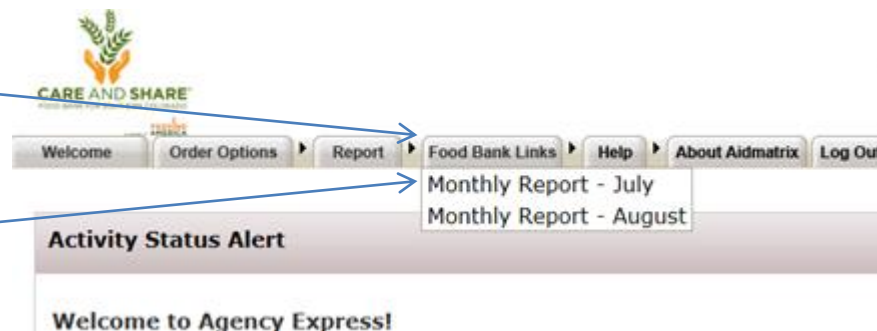 CARE AND SHARE
Welcome Order Options Report Food Bank Links Help About Aidmatrix Log Out
Monthly Report - July
Monthly Report - August
Activity Status Alert
Welcome to Agency Express!